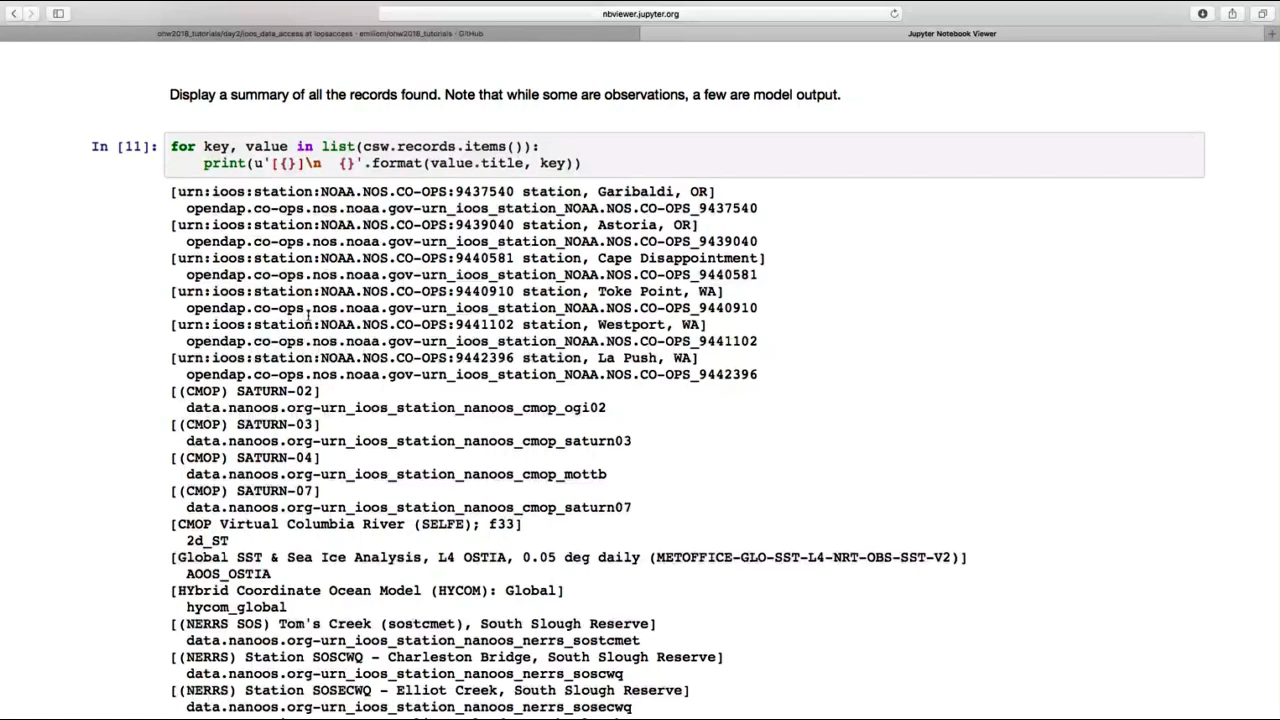 nbviewer.jupyter.org
ohw2018_tutorials/day2/ioos_data_access at ioosaccess · emiliom/ohw2018_tutorials · GitHub
Jupyter Notebook Viewer
Display a summary of all the records found. Note that while some are observations, a few are model output.
In [11]: for key, value in list(csw.records.items()):
print(u'[{}]\n  {}'.format(value.title, key))
[urn:ioos:station:NOAA.NOS.CO-OPS:9437540 station, Garibaldi, OR]
opendap.co-ops.nos.noaa.gov-urn_ioos_station_NOAA.NOS.CO-OPS_9437540
[urn:ioos:station:NOAA.NOS.CO-OPS:9439040 station, Astoria, OR]
opendap.co-ops.nos.noaa.gov-urn_ioos_station_NOAA.NOS.CO-OPS_9439040
[urn:ioos:station:NOAA.NOS.CO-OPS:9440581 station, Cape Disappointment]
opendap.co-ops.nos.noaa.gov-urn_ioos_station_NOAA.NOS.CO-OPS_9440581
[urn:ioos:station:NOAA.NOS.CO-OPS:9440910 station, Toke Point, WA]
opendap.co-ops.nos.noaa.gov-urn_ioos_station_NOAA.NOS.CO-OPS_9440910
[urn:ioos:station:NOAA.NOS.CO-OPS:9441102 station, Westport, WA]
opendap.co-ops.nos.noaa.gov-urn_ioos_station_NOAA.NOS.CO-OPS_9441102
[urn:ioos:station:NOAA.NOS.CO-OPS:9442396 station, La Push, WA]
opendap.co-ops.nos.noaa.gov-urn_ioos_station_NOAA.NOS.CO-OPS_9442396
[(CMOP) SATURN-02]
data.nanoos.org-urn_ioos_station_nanoos_cmop_ogi02
[(CMOP) SATURN-03]
data.nanoos.org-urn_ioos_station_nanoos_cmop_saturn03
[(CMOP) SATURN-04]
data.nanoos.org-urn_ioos_station_nanoos_cmop_mottb
[(CMOP) SATURN-07]
data.nanoos.org-urn_ioos_station_nanoos_cmop_saturn07
[CMOP Virtual Columbia River (SELFE); f33]
2d_ST
[Global SST & Sea Ice Analysis, L4 OSTIA, 0.05 deg daily (METOFFICE-GLO-SST-L4-NRT-OBS-SST-V2)]
AOOS_OSTIA
[HYbrid Coordinate Ocean Model (HYCOM): Global]
hycom_global
[(NERRS SOS) Tom's Creek (sostcmet), South Slough Reserve]
data.nanoos.org-urn_ioos_station_nanoos_nerrs_sostcmet
[(NERRS) Station SOSCWQ - Charleston Bridge, South Slough Reserve]
data.nanoos.org-urn_ioos_station_nanoos_nerrs_soscwq
[(NERRS) Station SOSECWQ - Elliot Creek, South Slough Reserve]
data.nanoos.org-urn_ioos_station_nanoos_nerrs_sosecwq